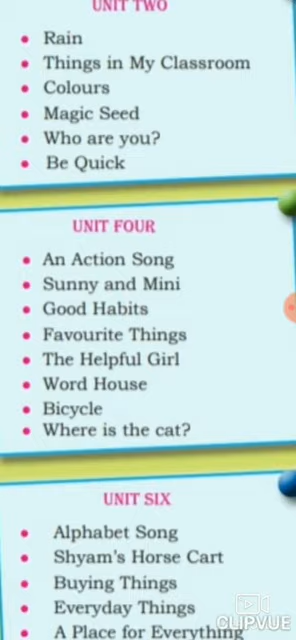 UNIT TWO
• Rain
• Things in My Classroom
• Colours
• Magic Seed
• Who are you?
• Be Quick
UNIT FOUR
• An Action Song
• Sunny and Mini
• Good Habits
• Favourite Things
• The Helpful Girl
• Word House
• Bicycle
• Where is the cat?
UNIT SIX
• Alphabet Song
• Shyam's Horse Cart
• Buying Things
• Everyday Things
• A Place for Everything
CLIPVUE